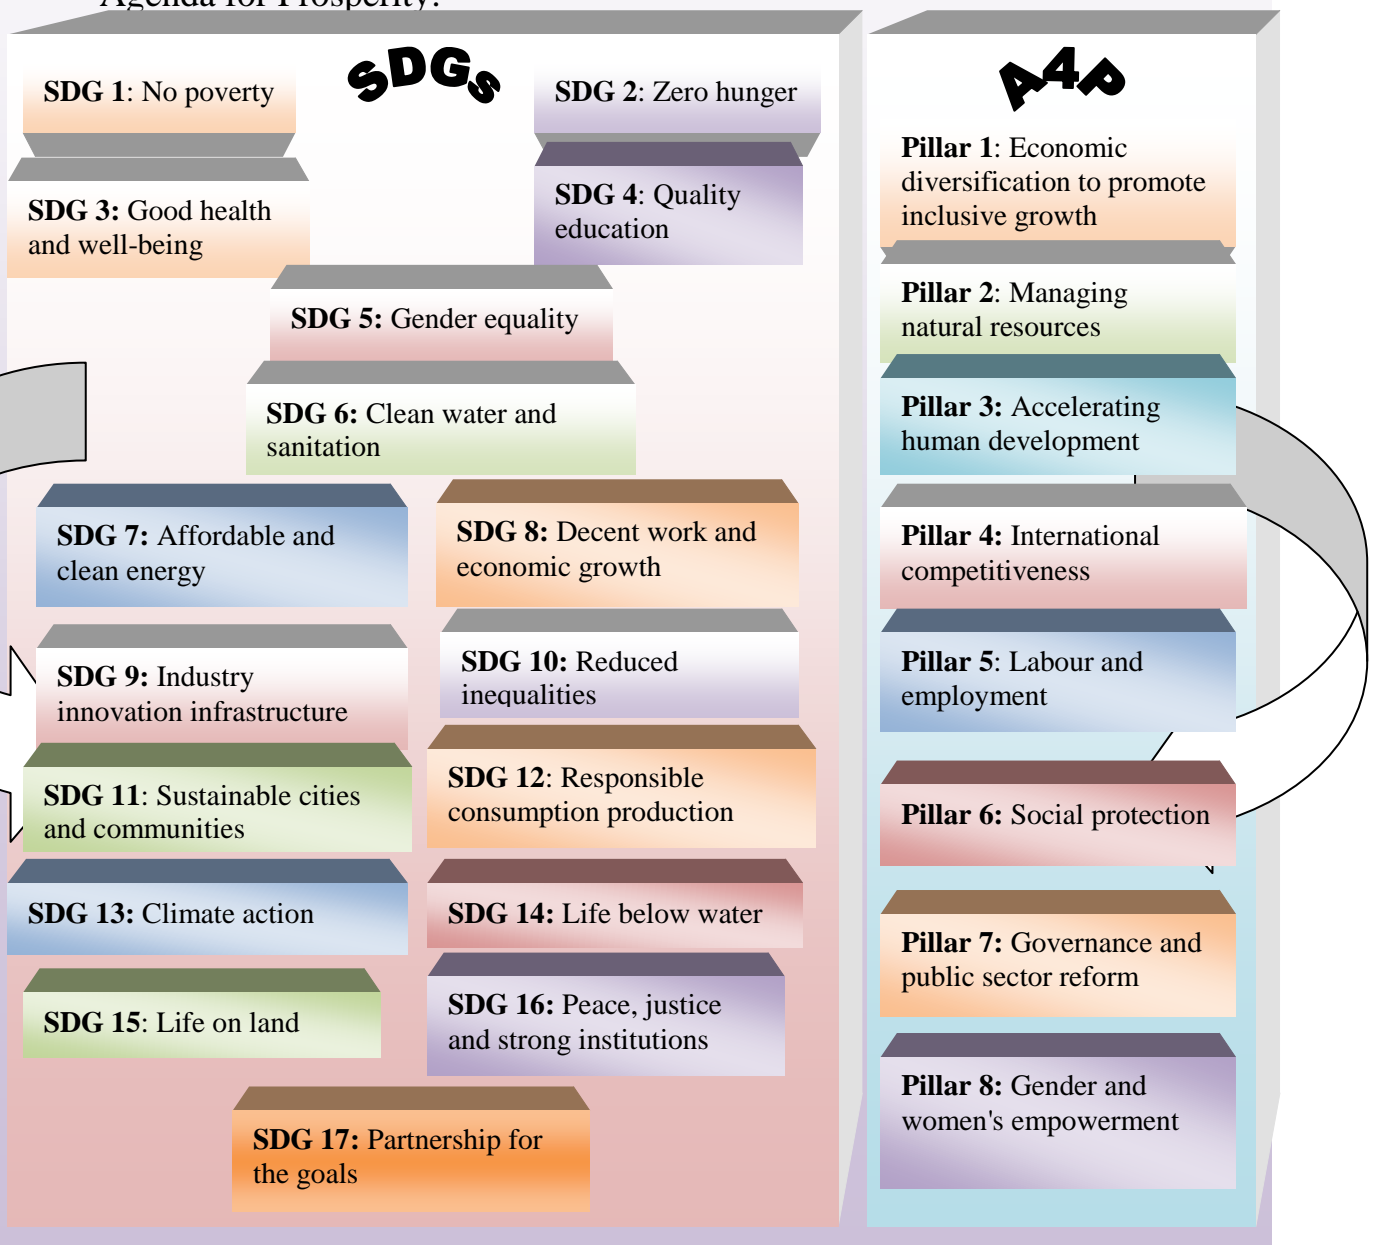 Agenda for Prosperity.
SDGs
SDG 1: No poverty
SDG 2: Zero hunger
SDG 3: Good health
and well-being
SDG 4: Quality
education
SDG 5: Gender equality
SDG 6: Clean water and
sanitation
SDG 7: Affordable and
clean energy
SDG 8: Decent work and
economic growth
SDG 9: Industry
innovation infrastructure
SDG 10: Reduced
inequalities
SDG 11: Sustainable cities
and communities
SDG 12: Responsible
consumption production
SDG 13: Climate action
SDG 14: Life below water
SDG 15: Life on land
SDG 16: Peace, justice
and strong institutions
SDG 17: Partnership for
the goals
A4P
Pillar 1: Economic
diversification to promote
inclusive growth
Pillar 2: Managing
natural resources
Pillar 3: Accelerating
human development
Pillar 4: International
competitiveness
Pillar 5: Labour and
employment
Pillar 6: Social protection
Pillar 7: Governance and
public sector reform
Pillar 8: Gender and
women's empowerment